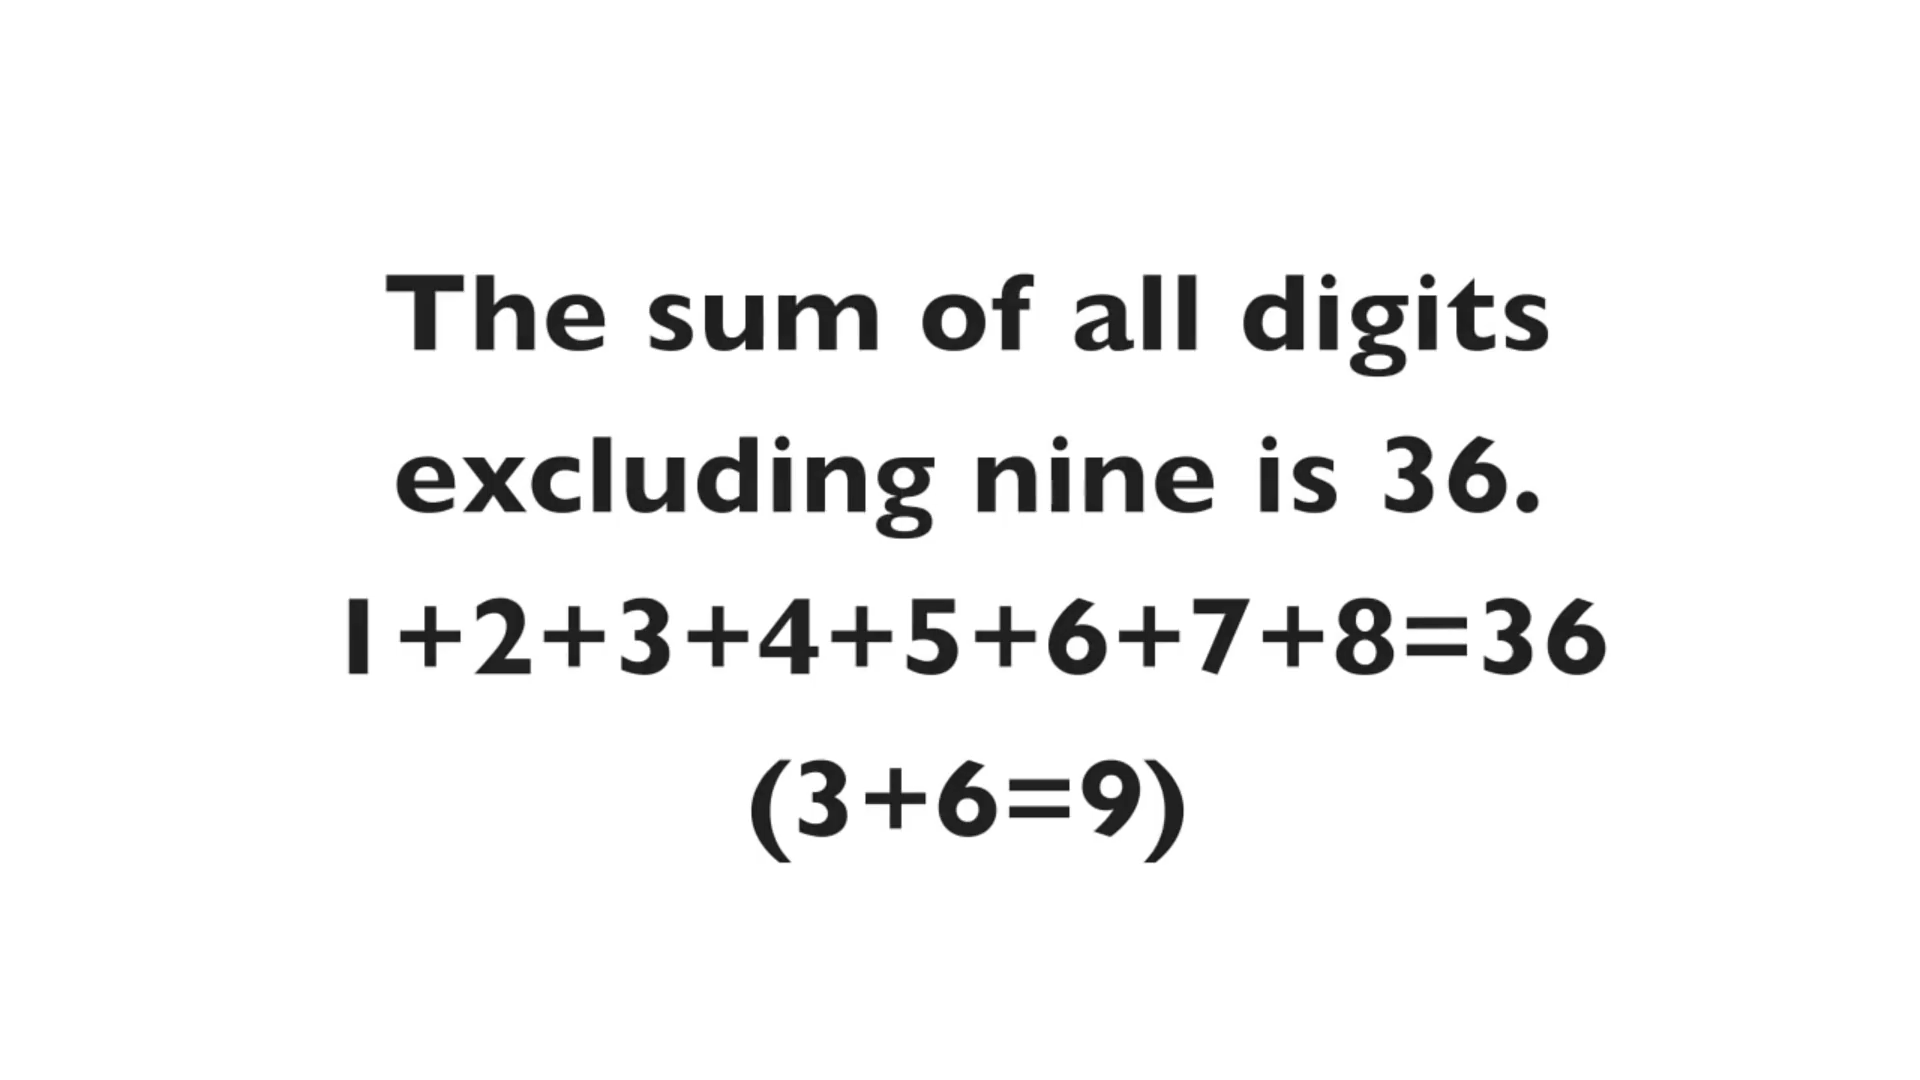 The sum of all digits
excluding nine is 36.
1+2+3+4+5+6+7+8=36
(3+6=9)